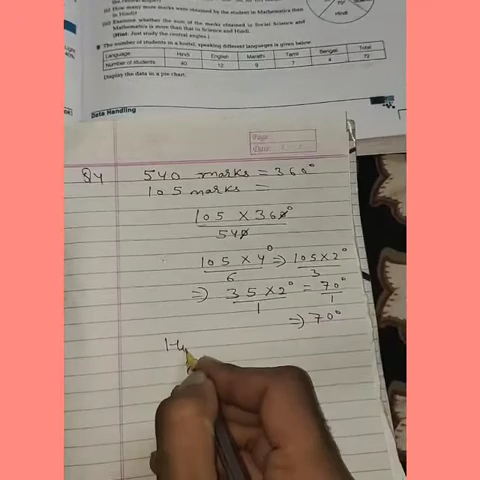 (ii) How many more marks were obtained by the student in Mathematics than
in Hindi?
(iii) Examine whether the sum of the marks obtained in Social Science and
Mathematics is more than that in Science and Hindi.
(Hint: Just study the central angles.)
70°
Hindi
The number of students in a hostel, speaking different languages is given below.
Language Hindi English Marathi Tamil Bengali Total
Number of students 40 12 9 7 4 72
Display the data in a pie chart.
Data Handling
Page
Date
Q4 540 marks = 360°
105 marks =
105 × 360°
540
105 × 4° ⇒ 105 × 2°
6 3
⇒ 35 × 2° = 70°
1 1
⇒ 70°